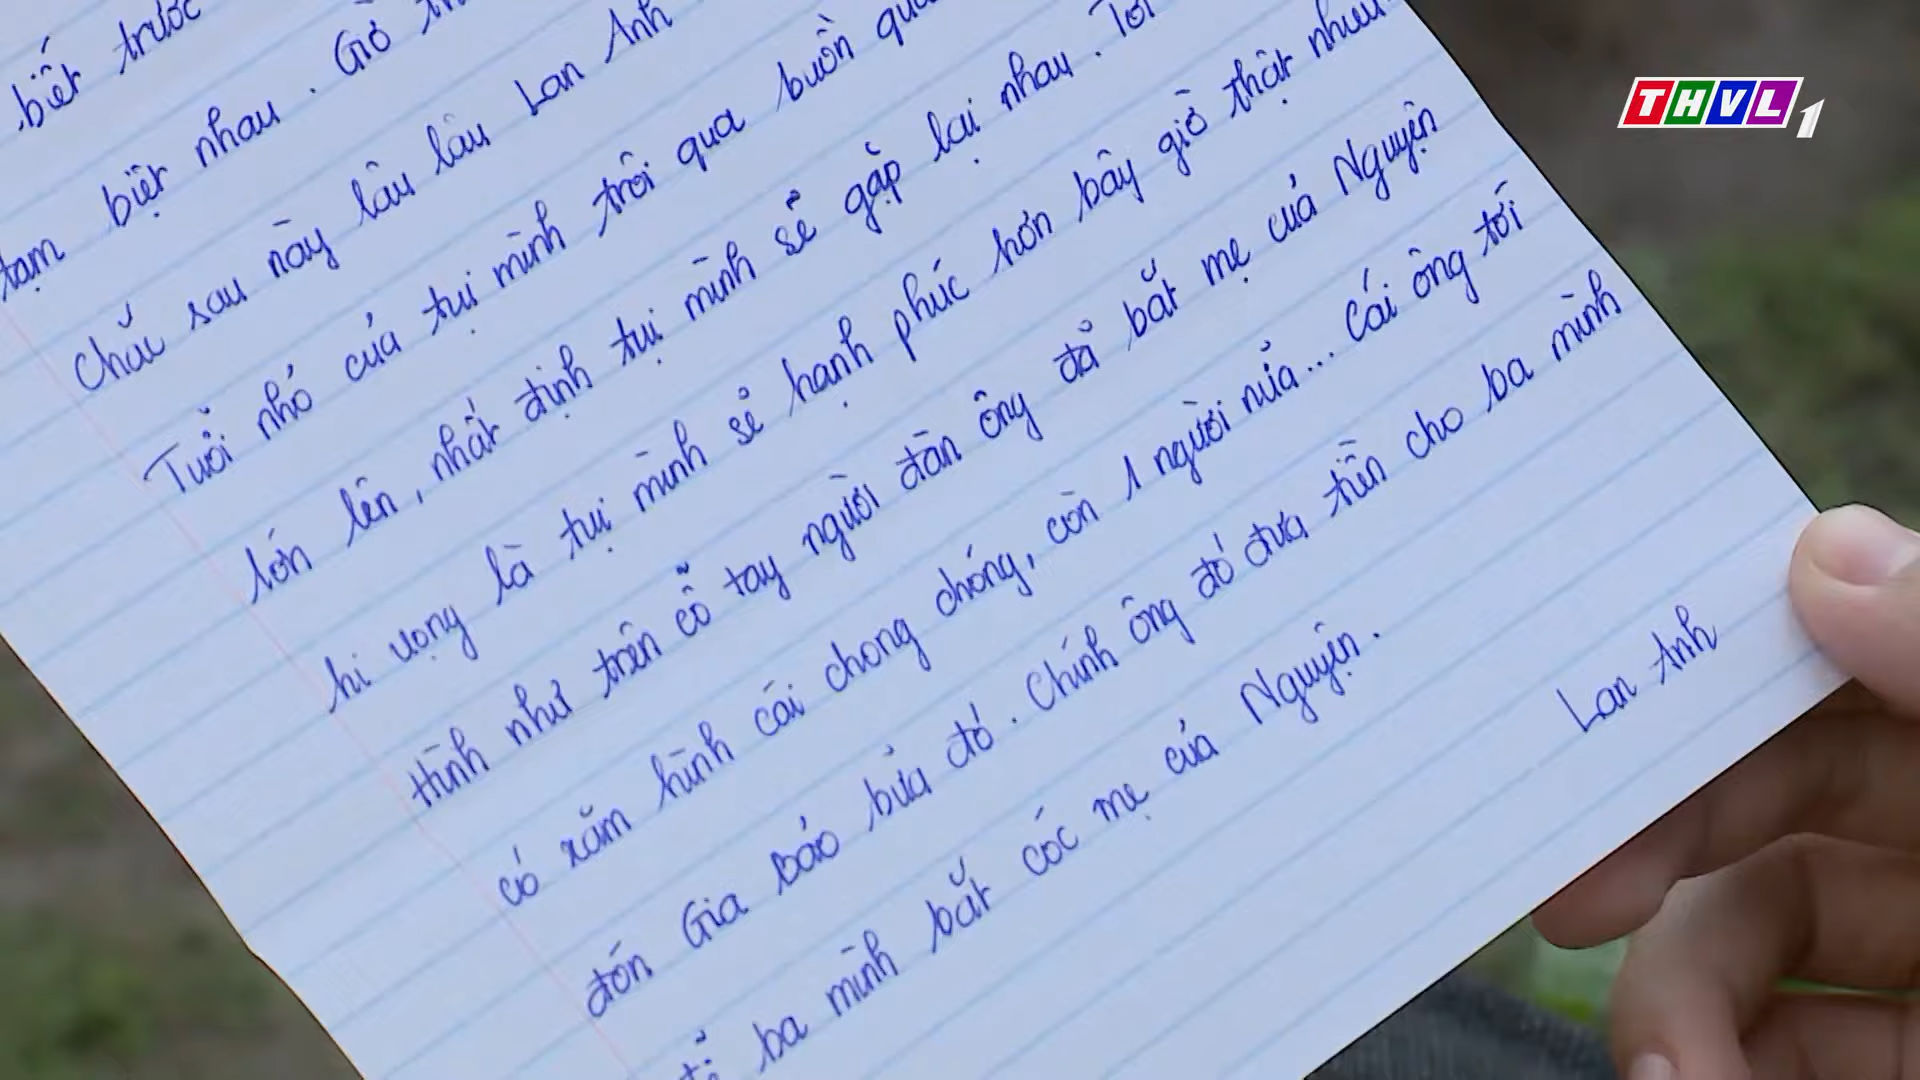 biết trước
tạm biệt nhau. Giờ
Chắc sau này lâu lâu Lan Anh
Tuổi nhỏ của tụi mình trôi qua buồn quá
lớn lên, nhất định tụi mình sẽ gặp lại nhau. Tôi
hi vọng là tụi mình sẽ hạnh phúc hơn bây giờ thật nhiều
Hình như trên cổ tay người đàn ông đã bắt mẹ của Nguyện
có xăm hình cái chong chóng, còn 1 người nữa... cái ông tới
đón Gia Bảo bữa đó. Chính ông đó đưa tiền cho ba mình
để ba mình bắt cóc mẹ của Nguyện.
Lan Anh
THVL1